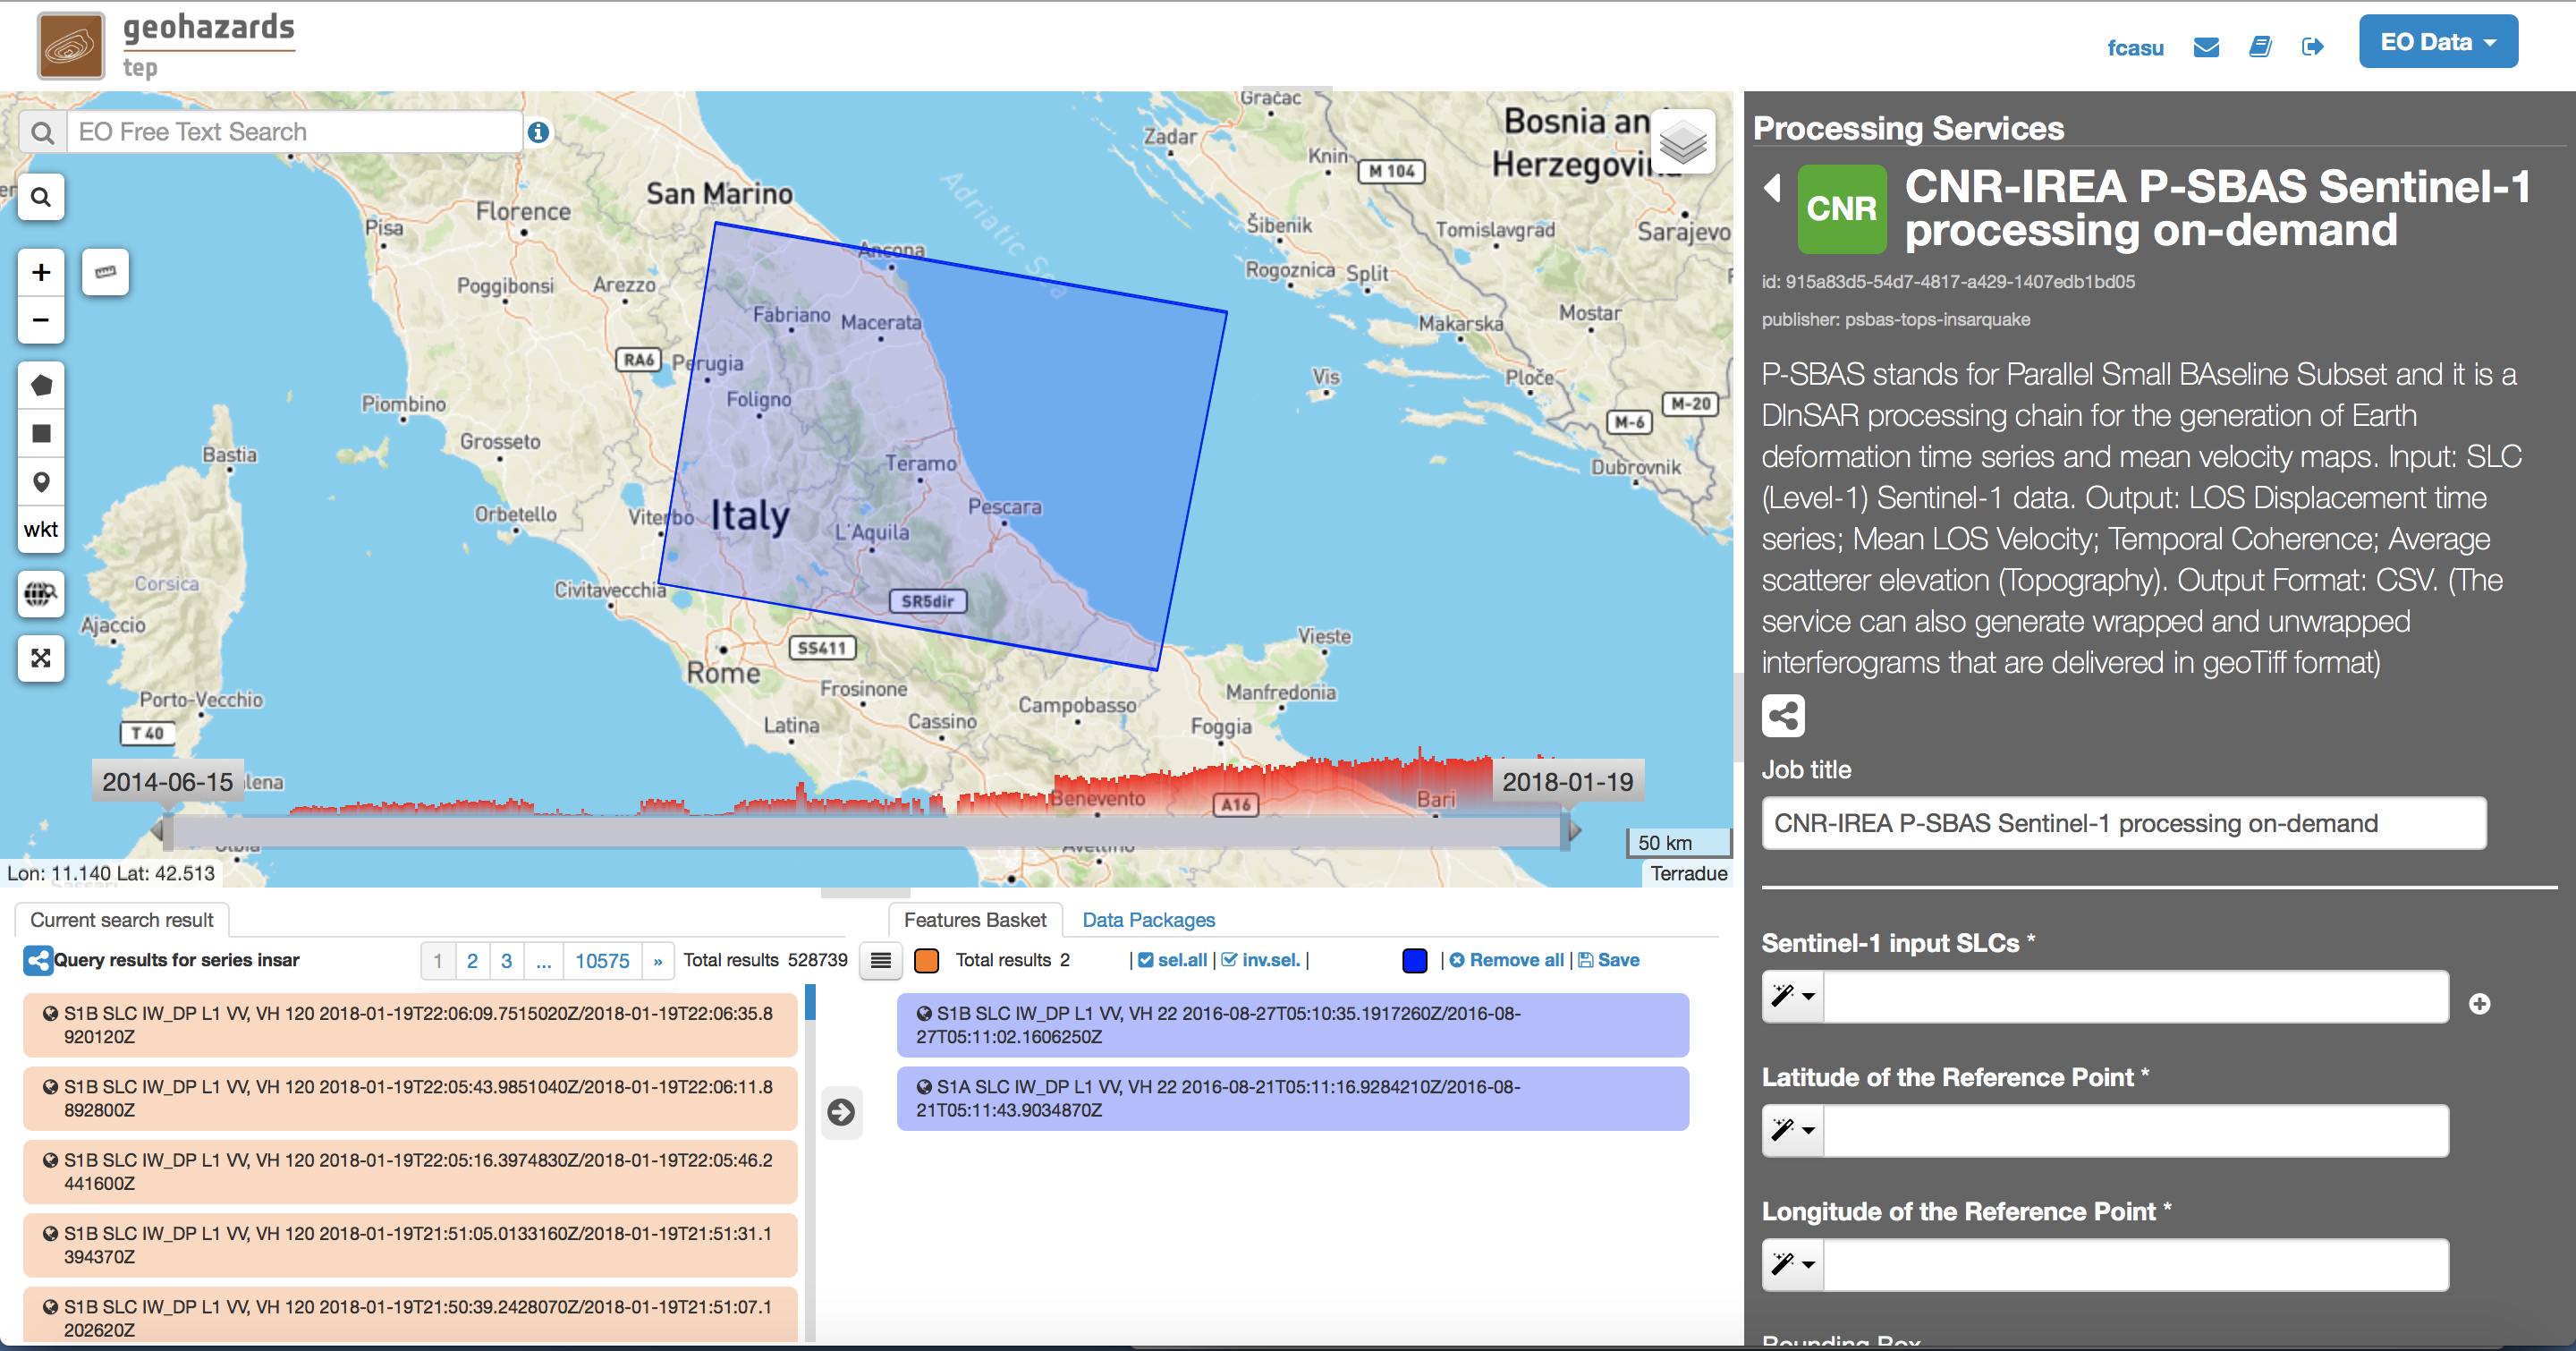 geohazards
tep
fcasu
EO Data
EO Free Text Search
+
−
wkt
Gračac
Zadar
Bosnia an
Herzegovin
Knin
M 104
San Marino
Florence
Pisa
Adriatic Sea
Šibenik
Tomislavgrad
Sarajevo
Ancona
Poggibonsi
Arezzo
Rogoznica
Split
Fabriano
Macerata
Makarska
Mostar
RA6
Perugia
Vis
Ploče
Foligno
Piombino
M-20
M-6
Grosseto
Bastia
Teramo
Dubrovnik
Orbetello
Viterbo
Italy
Pescara
L'Aquila
Corsica
Civitavecchia
SR5dir
Ajaccio
Vieste
SS411
Rome
Frosinone
Manfredonia
Porto-Vecchio
Campobasso
Latina
Cassino
Foggia
T 40
2014-06-15
lena
2018-01-19
Benevento
A16
Bari
Olbia
Avellino
50 km
Lon: 11.140 Lat: 42.513
Sassari
Terradue
Current search result
Query results for series insar
1 2 3 ... 10575 » Total results 528739
S1B SLC IW_DP L1 VV, VH 120 2018-01-19T22:06:09.7515020Z/2018-01-19T22:06:35.8
920120Z
S1B SLC IW_DP L1 VV, VH 120 2018-01-19T22:05:43.9851040Z/2018-01-19T22:06:11.8
892800Z
S1B SLC IW_DP L1 VV, VH 120 2018-01-19T22:05:16.3974830Z/2018-01-19T22:05:46.2
441600Z
S1B SLC IW_DP L1 VV, VH 120 2018-01-19T21:51:05.0133160Z/2018-01-19T21:51:31.1
394370Z
S1B SLC IW_DP L1 VV, VH 120 2018-01-19T21:50:39.2428070Z/2018-01-19T21:51:07.1
202620Z
Features Basket Data Packages
Total results 2 | sel.all | inv.sel. | | Remove all | Save
S1B SLC IW_DP L1 VV, VH 22 2016-08-27T05:10:35.1917260Z/2016-08-
27T05:11:02.1606250Z
S1A SLC IW_DP L1 VV, VH 22 2016-08-21T05:11:16.9284210Z/2016-08-
21T05:11:43.9034870Z
Processing Services
CNR
CNR-IREA P-SBAS Sentinel-1
processing on-demand
id: 915a83d5-54d7-4817-a429-1407edb1bd05
publisher: psbas-tops-insarquake
P-SBAS stands for Parallel Small BAseline Subset and it is a
DInSAR processing chain for the generation of Earth
deformation time series and mean velocity maps. Input: SLC
(Level-1) Sentinel-1 data. Output: LOS Displacement time
series; Mean LOS Velocity; Temporal Coherence; Average
scatterer elevation (Topography). Output Format: CSV. (The
service can also generate wrapped and unwrapped
interferograms that are delivered in geoTiff format)
Job title
CNR-IREA P-SBAS Sentinel-1 processing on-demand
Sentinel-1 input SLCs *
Latitude of the Reference Point *
Longitude of the Reference Point *
Bounding Box